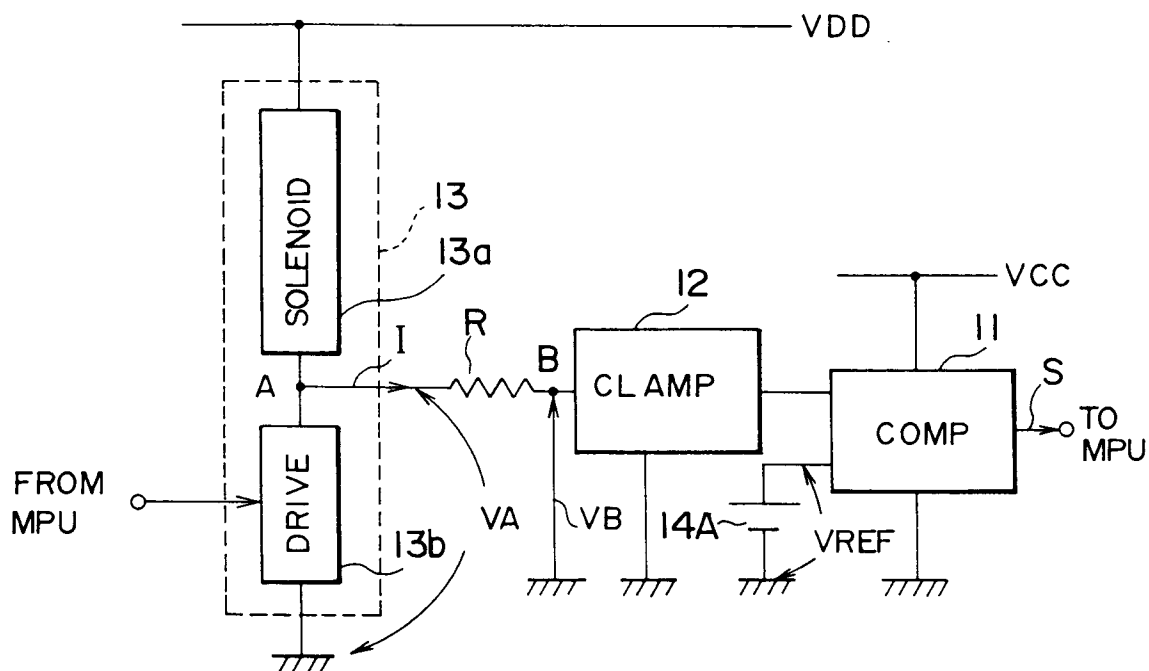 VDD
SOLENOID
13
13a
I
A
R
B
12
CLAMP
VCC
11
COMP
S
TO
MPU
FROM
MPU
DRIVE
13b
VA
VB
14A
VREF